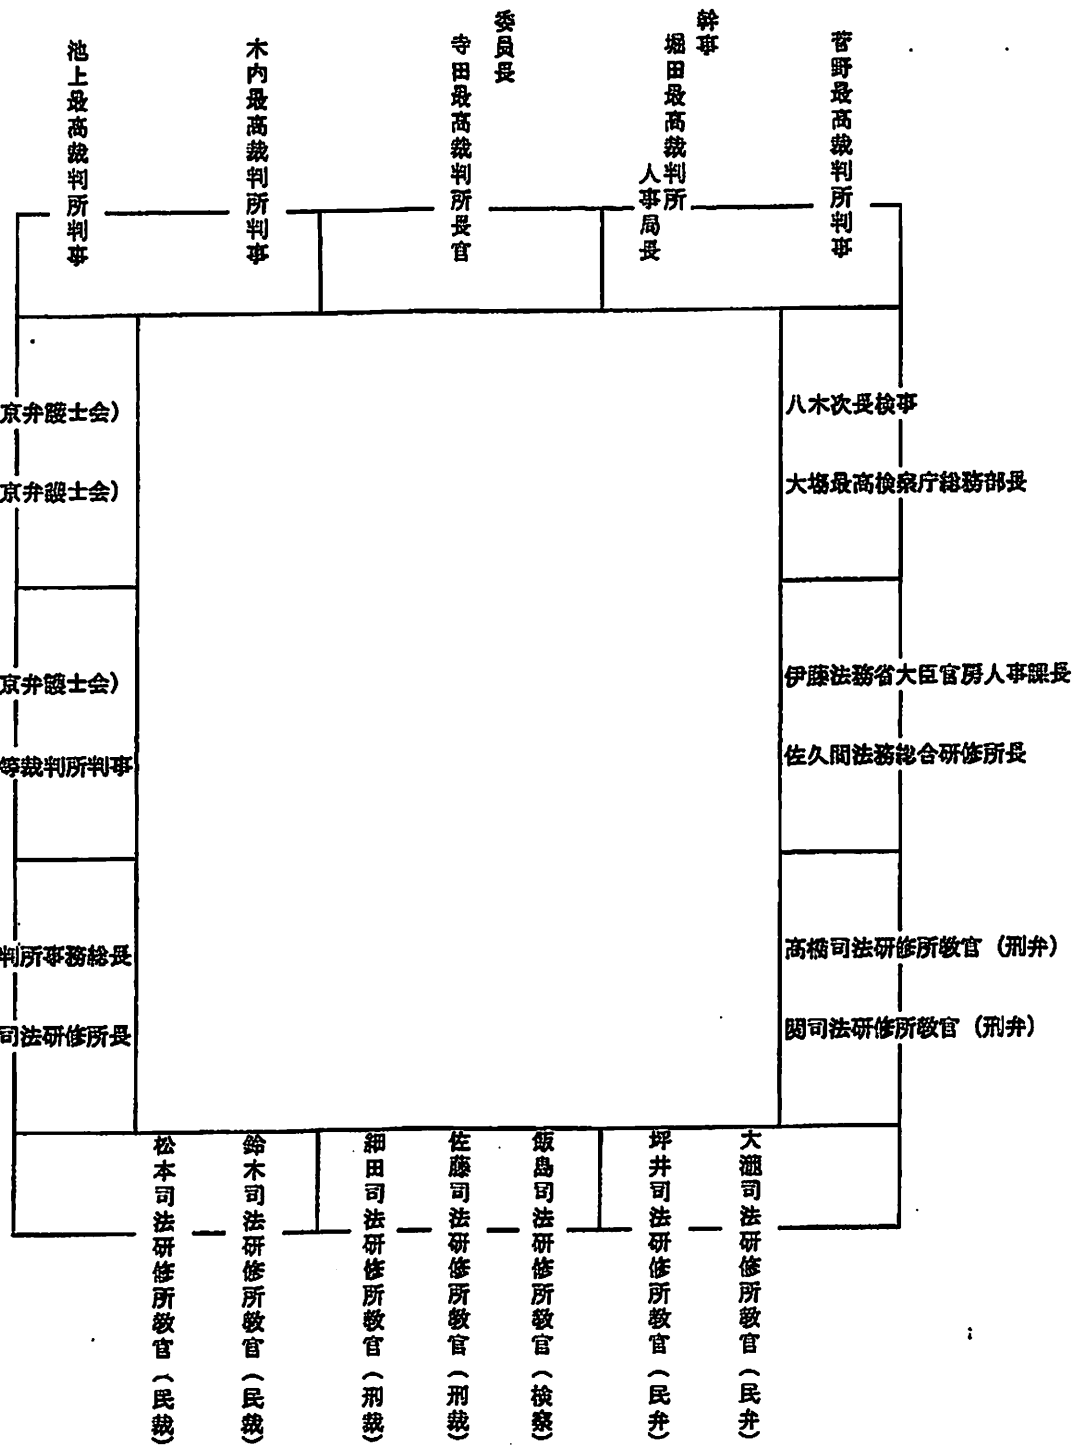 委員長
幹事
池上最高裁判所判事
木内最高裁判所判事
寺田最高裁判所長官
堀田最高裁判所
人事局長
菅野最高裁判所判事
京弁護士会)
京弁護士会)
京弁護士会)
等裁判所判事
判所事務総長
司法研修所長
八木次長検事
大場最高検察庁総務部長
伊藤法務省大臣官房人事課長
佐久間法務総合研修所長
高橋司法研修所教官(刑弁)
関司法研修所教官(刑弁)
松本司法研修所教官(民裁)
鈴木司法研修所教官(民裁)
細田司法研修所教官(刑裁)
佐藤司法研修所教官(刑裁)
飯島司法研修所教官(検察)
坪井司法研修所教官(民弁)
司法研修所教官(民弁)